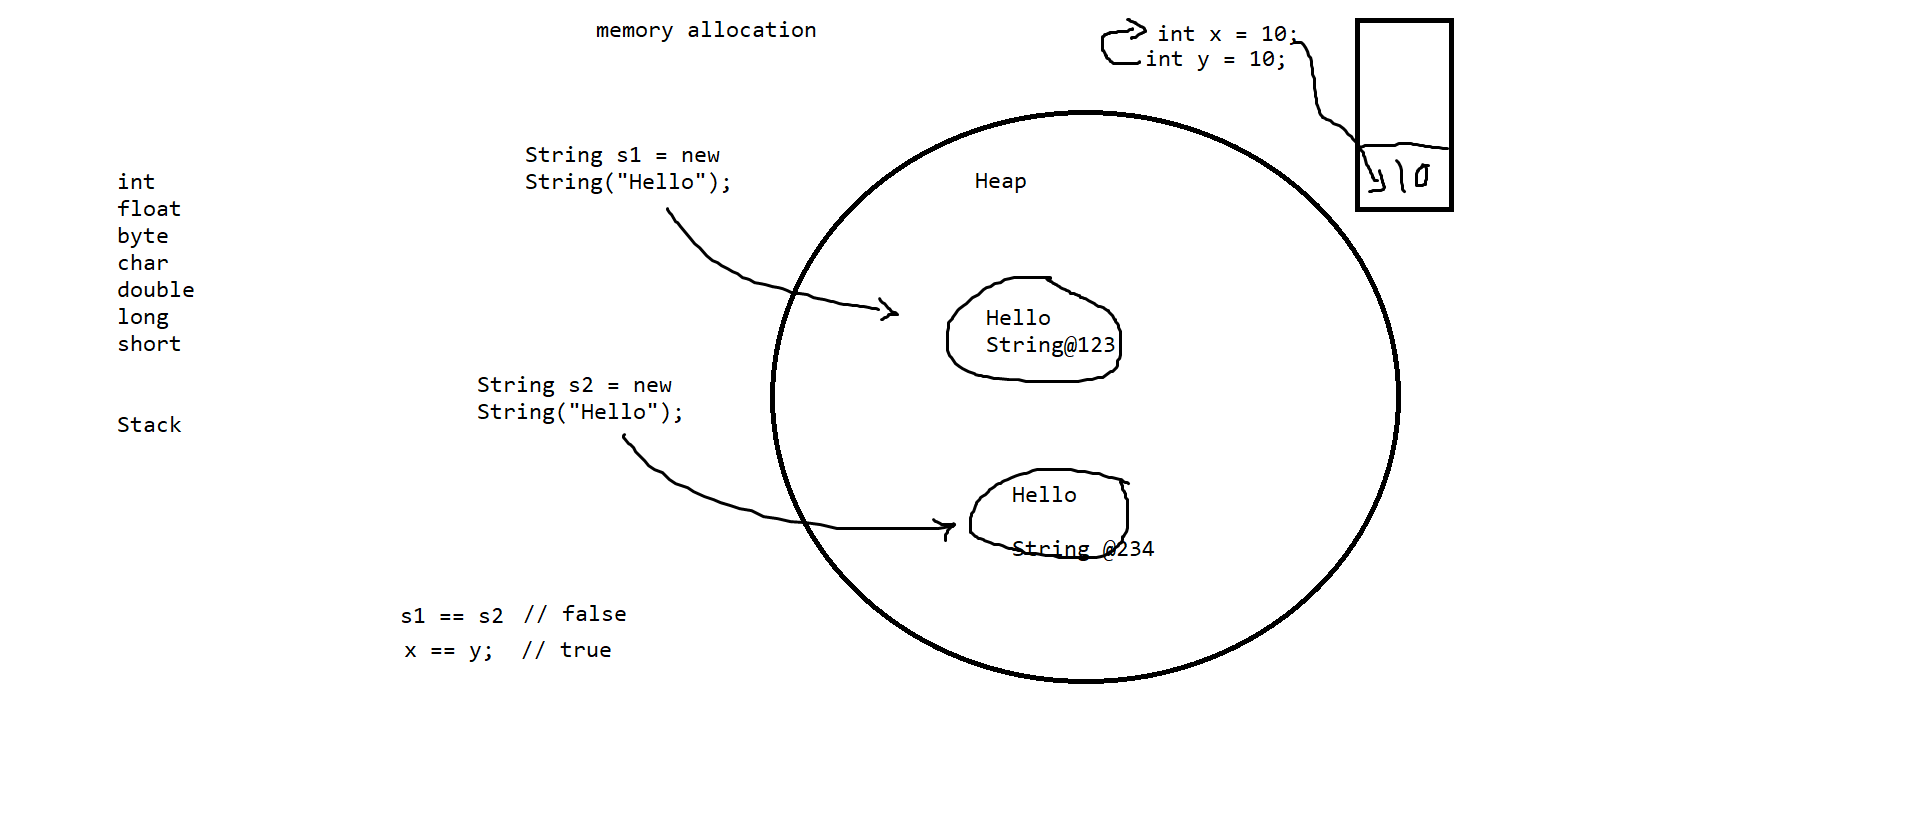 memory allocation
int x = 10;
int y = 10;
String s1 = new
String("Hello");
int
float
byte
char
double
long
short
Stack
Heap
Hello
String@123
String s2 = new
String("Hello");
Hello
String @234
s1 == s2 // false
x == y; // true
y 10